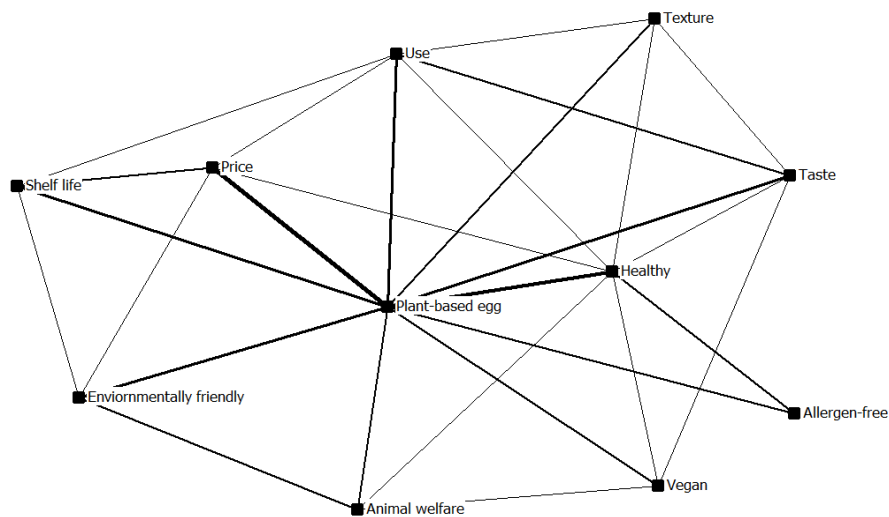 Texture
Use
Price
Shelf life
Taste
Healthy
Plant-based egg
Enviornmentally friendly
Allergen-free
Vegan
Animal welfare